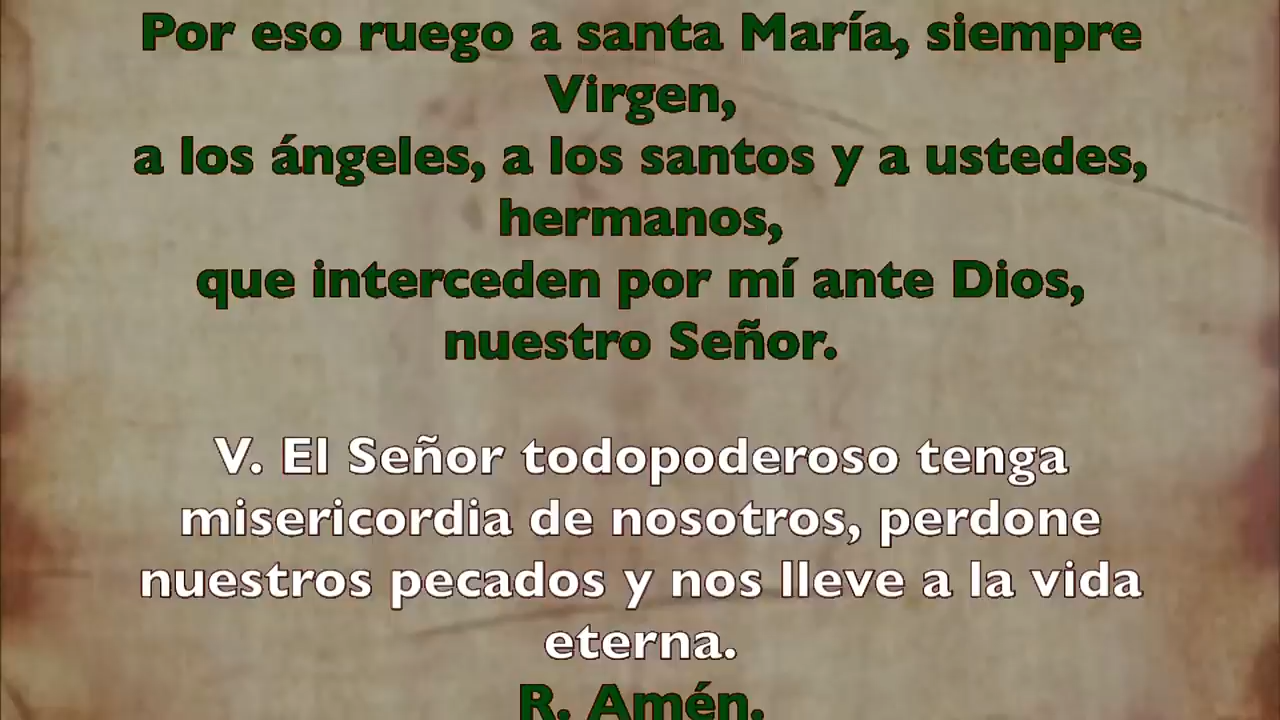 Por eso ruego a santa María, siempre
Virgen,
a los ángeles, a los santos y a ustedes,
hermanos,
que interceden por mí ante Dios,
nuestro Señor.
V. El Señor todopoderoso tenga
misericordia de nosotros, perdone
nuestros pecados y nos lleve a la vida
eterna.
R. Amén.